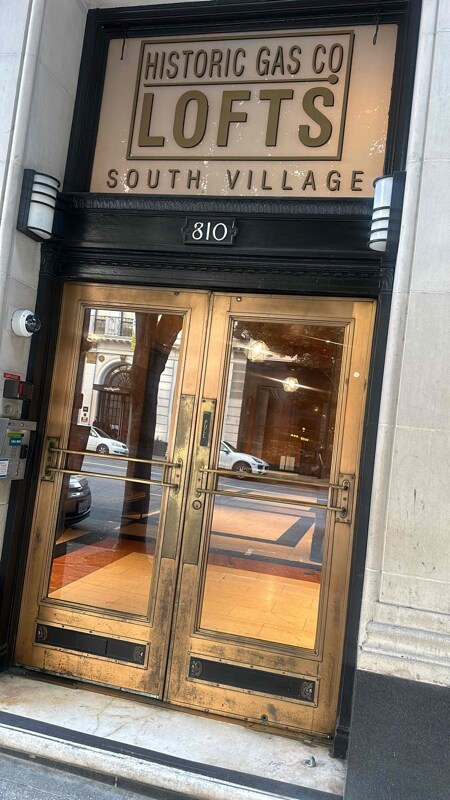 HISTORIC GAS CO
LOFTS
SOUTH VILLAGE
810